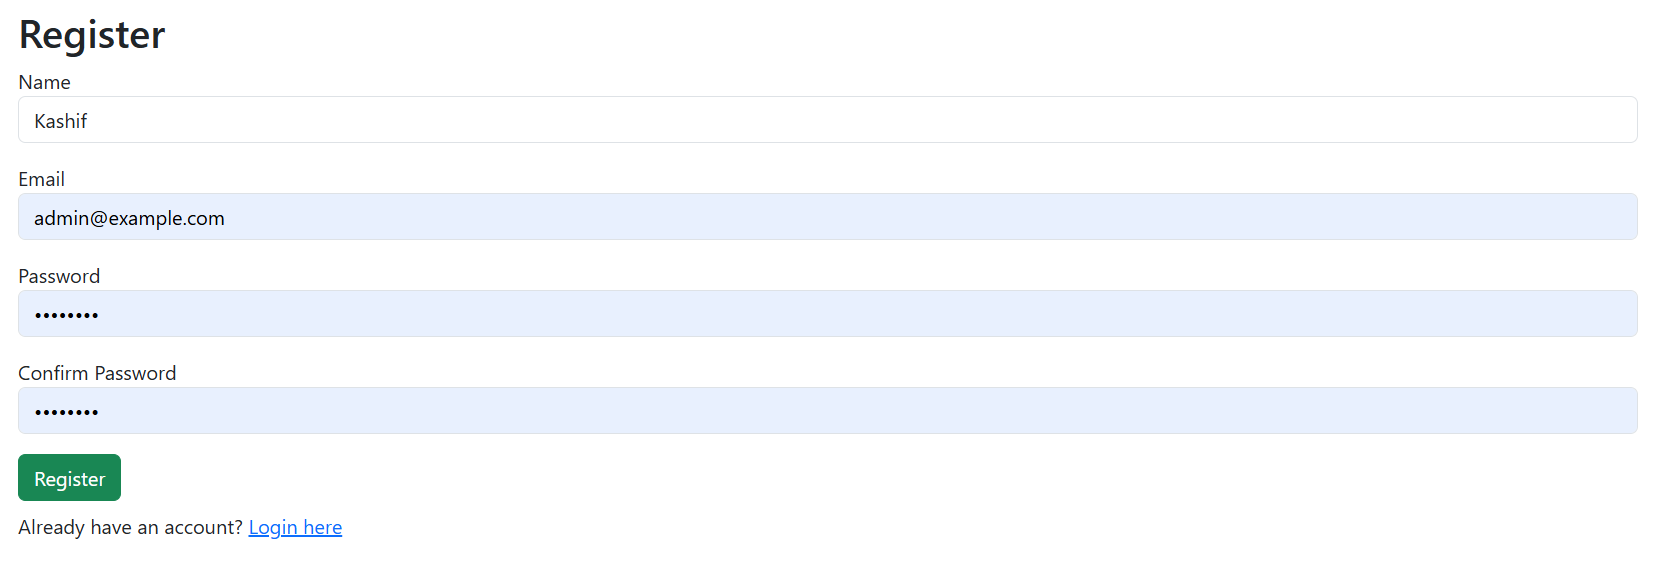 Register
Name
Kashif
Email
admin@example.com
Password
••••••••
Confirm Password
••••••••
Register
Already have an account? Login here